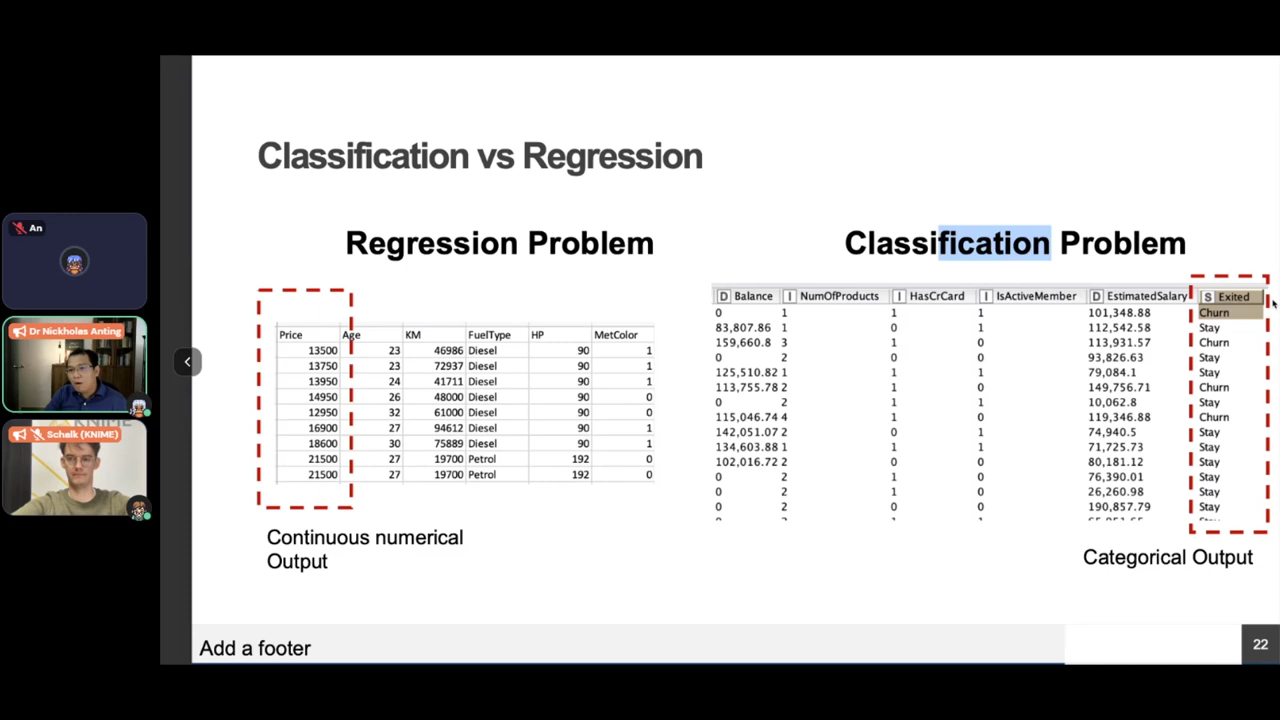 Classification vs Regression
Regression Problem
Classification Problem
An
Dr Nickholas Anting
KNIME
Schalk (KNIME)
Price Age KM FuelType HP MetColor
13500 23 46986 Diesel 90 1
13750 23 72937 Diesel 90 1
13950 24 41711 Diesel 90 1
14950 26 48000 Diesel 90 0
12950 32 61000 Diesel 90 0
16900 27 94612 Diesel 90 1
18600 30 75889 Diesel 90 1
21500 27 19700 Petrol 192 0
21500 27 19700 Petrol 192 0
D Balance I NumOfProducts I HasCrCard I IsActiveMember D EstimatedSalary S Exited
0 1 1 1 101,348.88 Churn
83,807.86 1 0 1 112,542.58 Stay
159,660.8 3 1 0 113,931.57 Churn
0 2 0 0 93,826.63 Stay
125,510.82 1 1 1 79,084.1 Stay
113,755.78 2 1 0 149,756.71 Churn
0 2 1 1 10,062.8 Stay
115,046.74 4 1 0 119,346.88 Churn
142,051.07 2 0 1 74,940.5 Stay
134,603.88 1 1 1 71,725.73 Stay
102,016.72 2 0 0 80,181.12 Stay
0 2 1 0 76,390.01 Stay
0 2 1 0 26,260.98 Stay
0 2 0 0 190,857.79 Stay
Continuous numerical
Output
Categorical Output
Add a footer
22